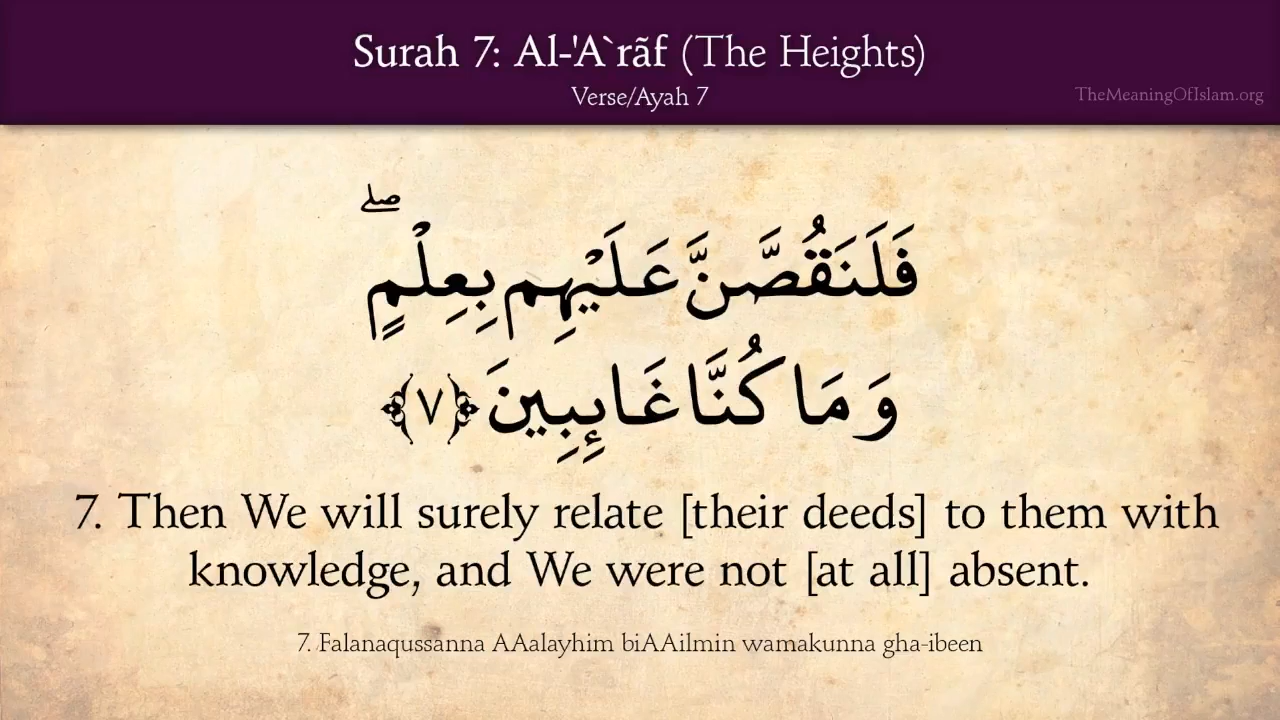 Surah 7: Al-'A`rãf (The Heights)
Verse/Ayah 7
TheMeaningOfIslam.org
فَلَنَقُصَّنَّ عَلَيْهِم بِعِلْمٍ ۖ
وَمَا كُنَّا غَائِبِينَ ﴿٧﴾
7. Then We will surely relate [their deeds] to them with
knowledge, and We were not [at all] absent.
7. Falanaqussanna AAalayhim biAAilmin wamakunna gha-ibeen